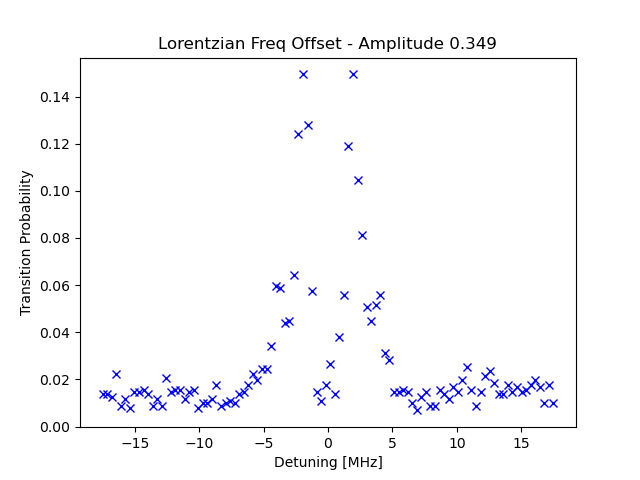 Lorentzian Freq Offset - Amplitude 0.349
Transition Probability
0.14
0.12
0.10
0.08
0.06
0.04
0.02
0.00
−15 −10 −5 0 5 10 15
Detuning [MHz]